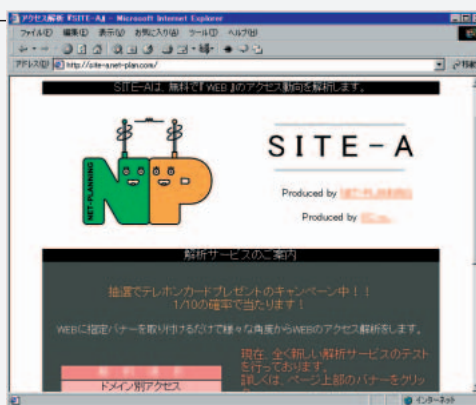 アクセス解析 『SITE-A』 - Microsoft Internet Explorer
ファイル(F) 編集(E) 表示(V) お気に入り(A) ツール(T) ヘルプ(H)
アドレス(D) http://site-a.net-plan.com/ 移動
SITE-Aは、無料で『WEB』のアクセス動向を解析します。
NP
NET-PLANNING
SITE-A
Produced by
Produced by
解析サービスのご案内
抽選でテレホンカードプレゼントのキャンペーン中！！
1/10の確率で当たります！
WEBに指定バナーを取り付けるだけで様々な角度からWEBのアクセス解析をします。
ドメイン別アクセス
現在、全く新しい解析サービスのテスト
を行っております。
詳しくは、ページ上部のバナーをクリッ
インターネット